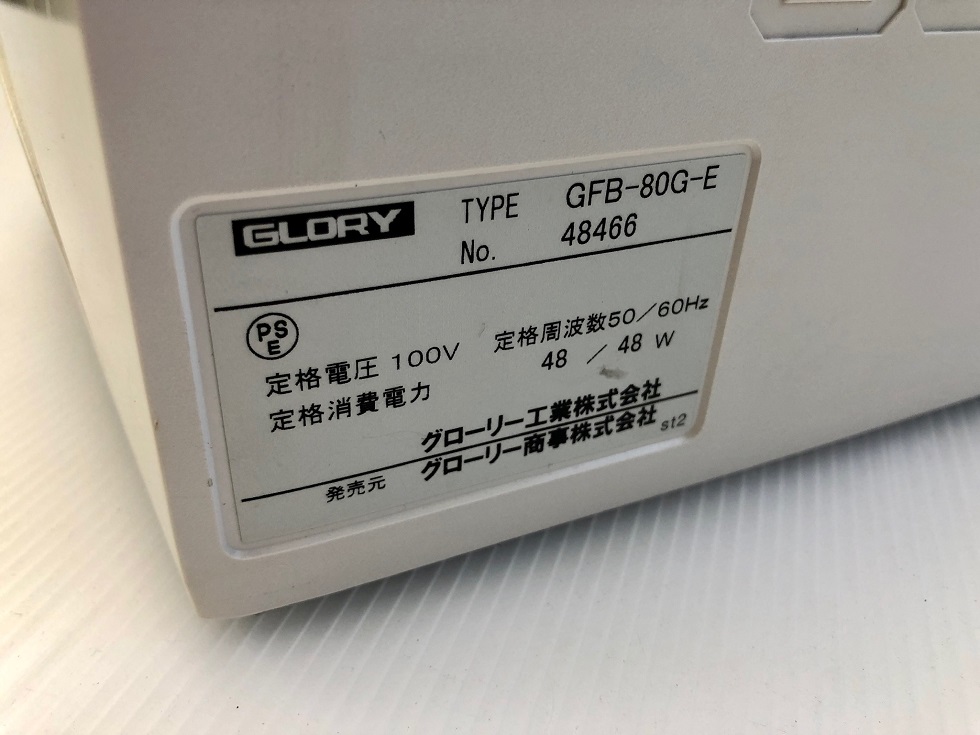 GLORY
TYPE GFB-80G-E
No. 48466
PS
E
定格電圧 100V 定格周波数50／60Hz
定格消費電力 48 ／ 48 W
グローリー工業株式会社
発売元 グローリー商事株式会社 st2